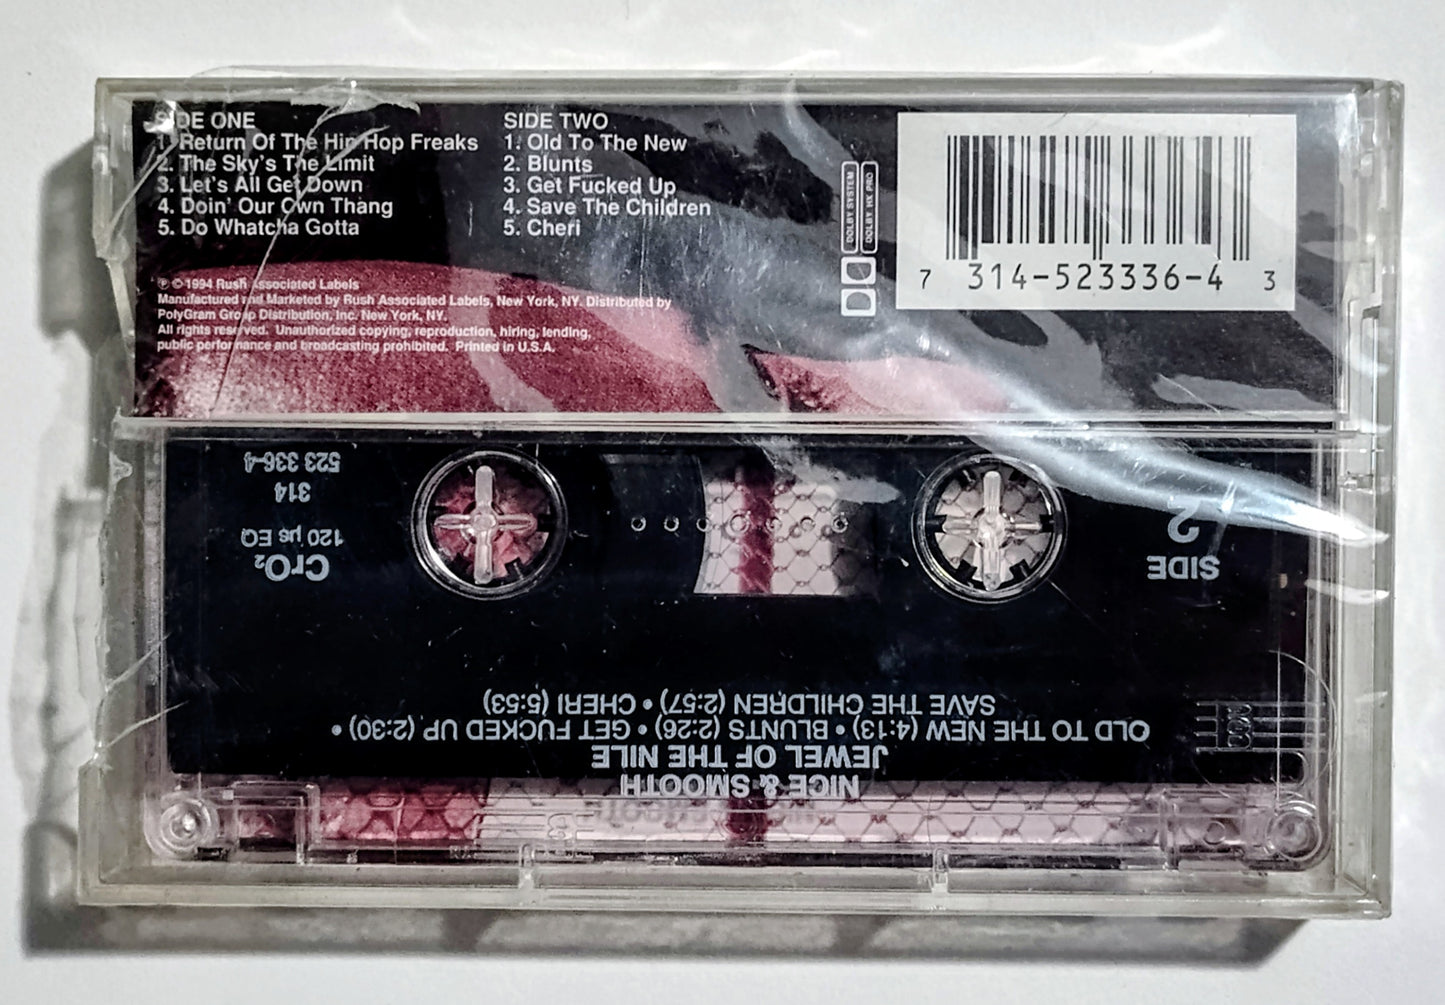 SIDE ONE
1. Return Of The Hip Hop Freaks
2. The Sky's The Limit
3. Let's All Get Down
4. Doin' Our Own Thang
5. Do Whatcha Gotta
SIDE TWO
1. Old To The New
2. Blunts
3. Get Fucked Up
4. Save The Children
5. Cheri
℗ © 1994 Rush Associated Labels
Manufactured and Marketed by Rush Associated Labels, New York, NY. Distributed by
PolyGram Group Distribution, Inc. New York, NY.
All rights reserved. Unauthorized copying, reproduction, hiring, lending,
public performance and broadcasting prohibited. Printed in U.S.A.
DOLBY SYSTEM
DOLBY HX PRO
7 314-523336-4 3
NICE & SMOOTH
JEWEL OF THE NILE
OLD TO THE NEW (4:13) • BLUNTS (2:26) • GET FUCKED UP (2:30) •
SAVE THE CHILDREN (2:57) • CHERI (5:53)
SIDE
2
CrO₂
120 µs EQ
314
523 336-4